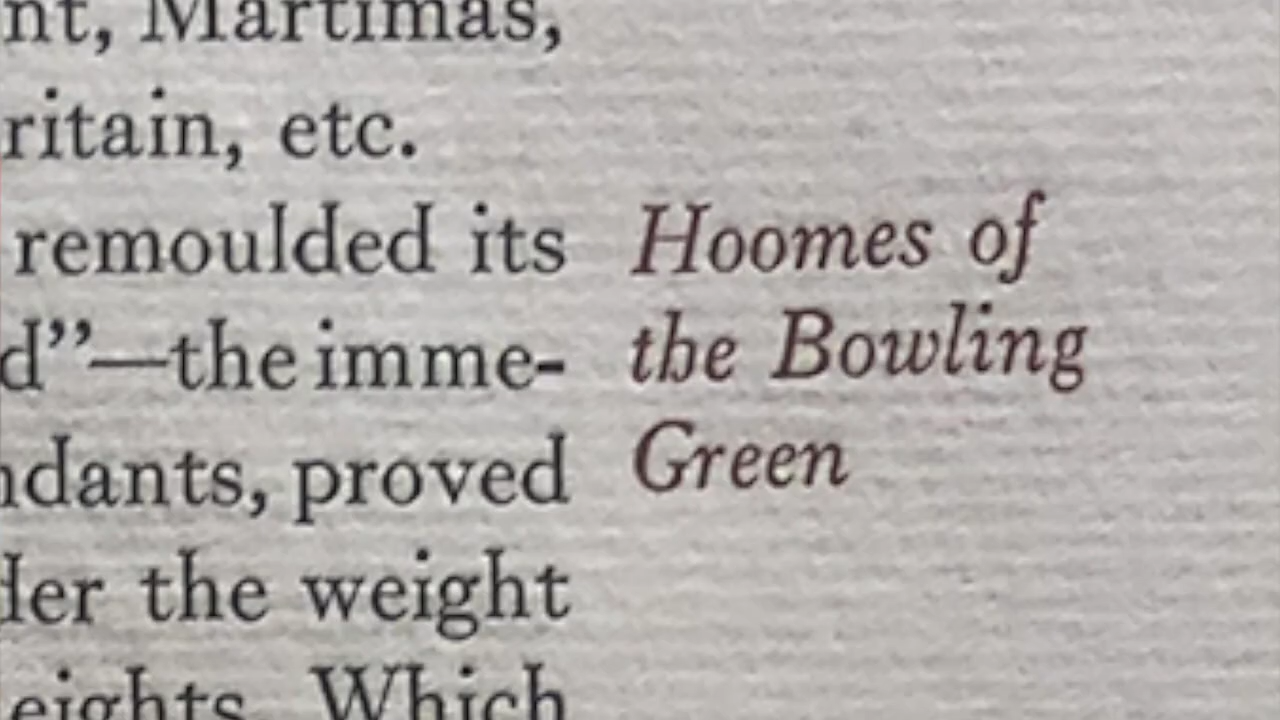 nt, Martimas,
ritain, etc.
remoulded its
d”—the imme-
ndants, proved
der the weight
eights. Which
Hoomes of
the Bowling
Green